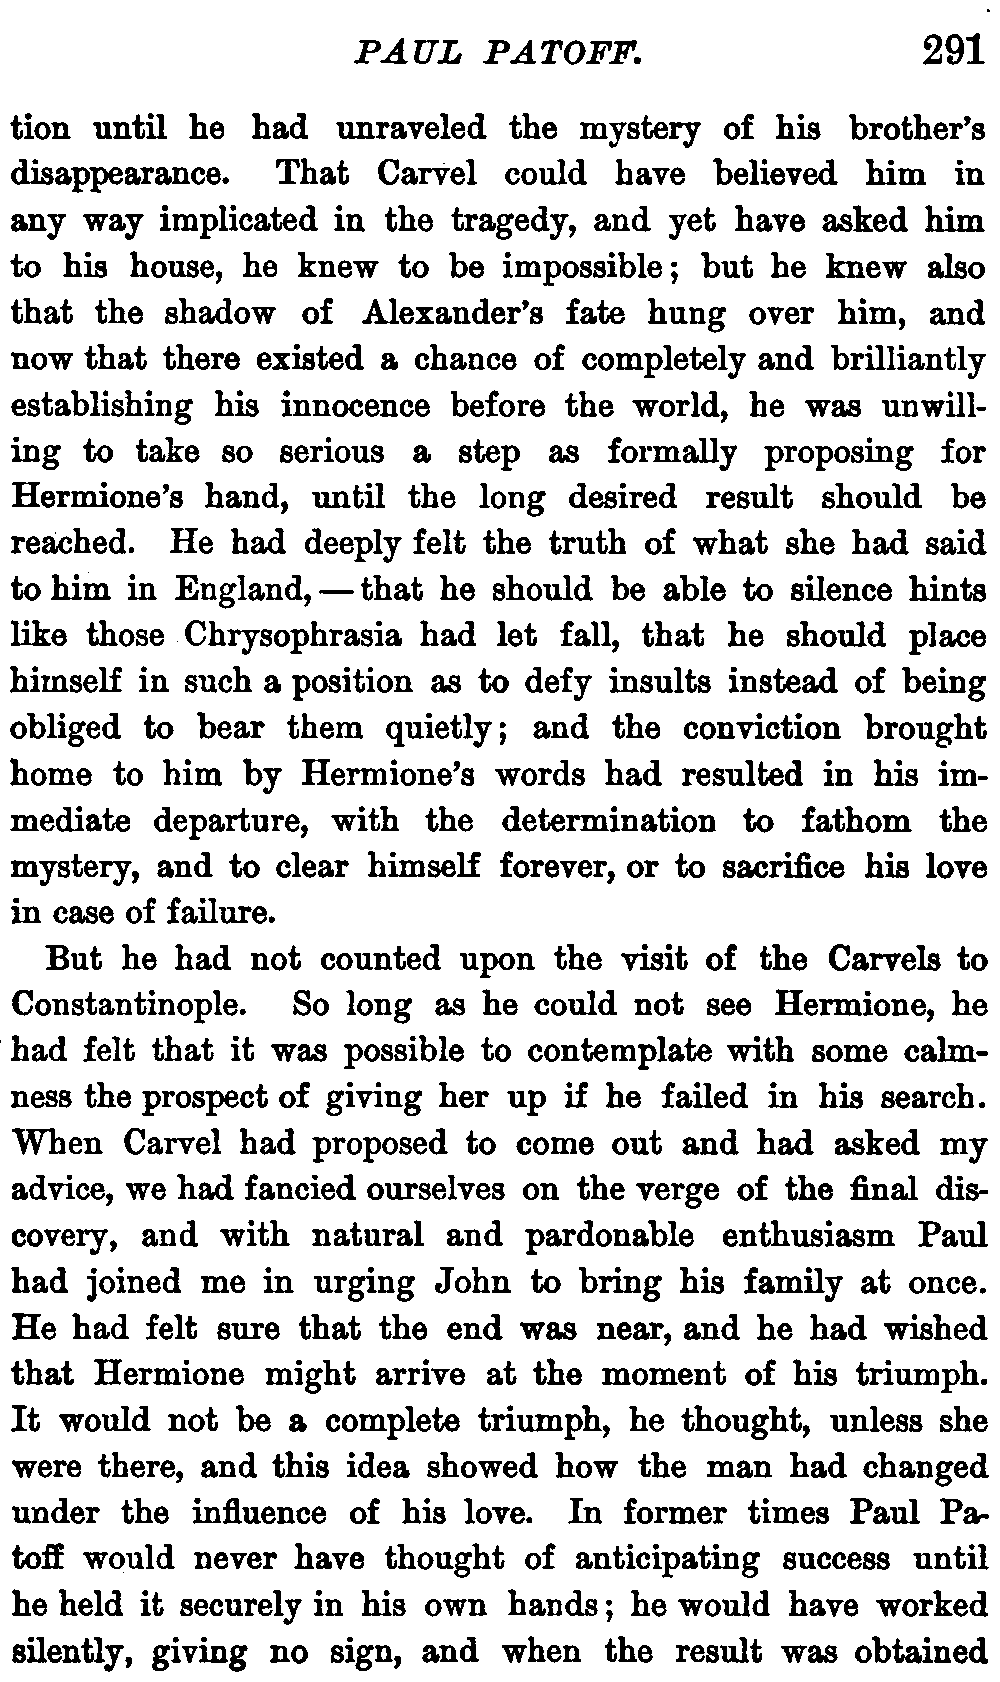 PAUL PATOFF. 291
tion until he had unraveled the mystery of his brother's
disappearance. That Carvel could have believed him in
any way implicated in the tragedy, and yet have asked him
to his house, he knew to be impossible; but he knew also
that the shadow of Alexander's fate hung over him, and
now that there existed a chance of completely and brilliantly
establishing his innocence before the world, he was unwill-
ing to take so serious a step as formally proposing for
Hermione's hand, until the long desired result should be
reached. He had deeply felt the truth of what she had said
to him in England,—that he should be able to silence hints
like those Chrysophrasia had let fall, that he should place
himself in such a position as to defy insults instead of being
obliged to bear them quietly; and the conviction brought
home to him by Hermione's words had resulted in his im-
mediate departure, with the determination to fathom the
mystery, and to clear himself forever, or to sacrifice his love
in case of failure.
But he had not counted upon the visit of the Carvels to
Constantinople. So long as he could not see Hermione, he
had felt that it was possible to contemplate with some calm-
ness the prospect of giving her up if he failed in his search.
When Carvel had proposed to come out and had asked my
advice, we had fancied ourselves on the verge of the final dis-
covery, and with natural and pardonable enthusiasm Paul
had joined me in urging John to bring his family at once.
He had felt sure that the end was near, and he had wished
that Hermione might arrive at the moment of his triumph.
It would not be a complete triumph, he thought, unless she
were there, and this idea showed how the man had changed
under the influence of his love. In former times Paul Pa-
toff would never have thought of anticipating success until
he held it securely in his own hands; he would have worked
silently, giving no sign, and when the result was obtained